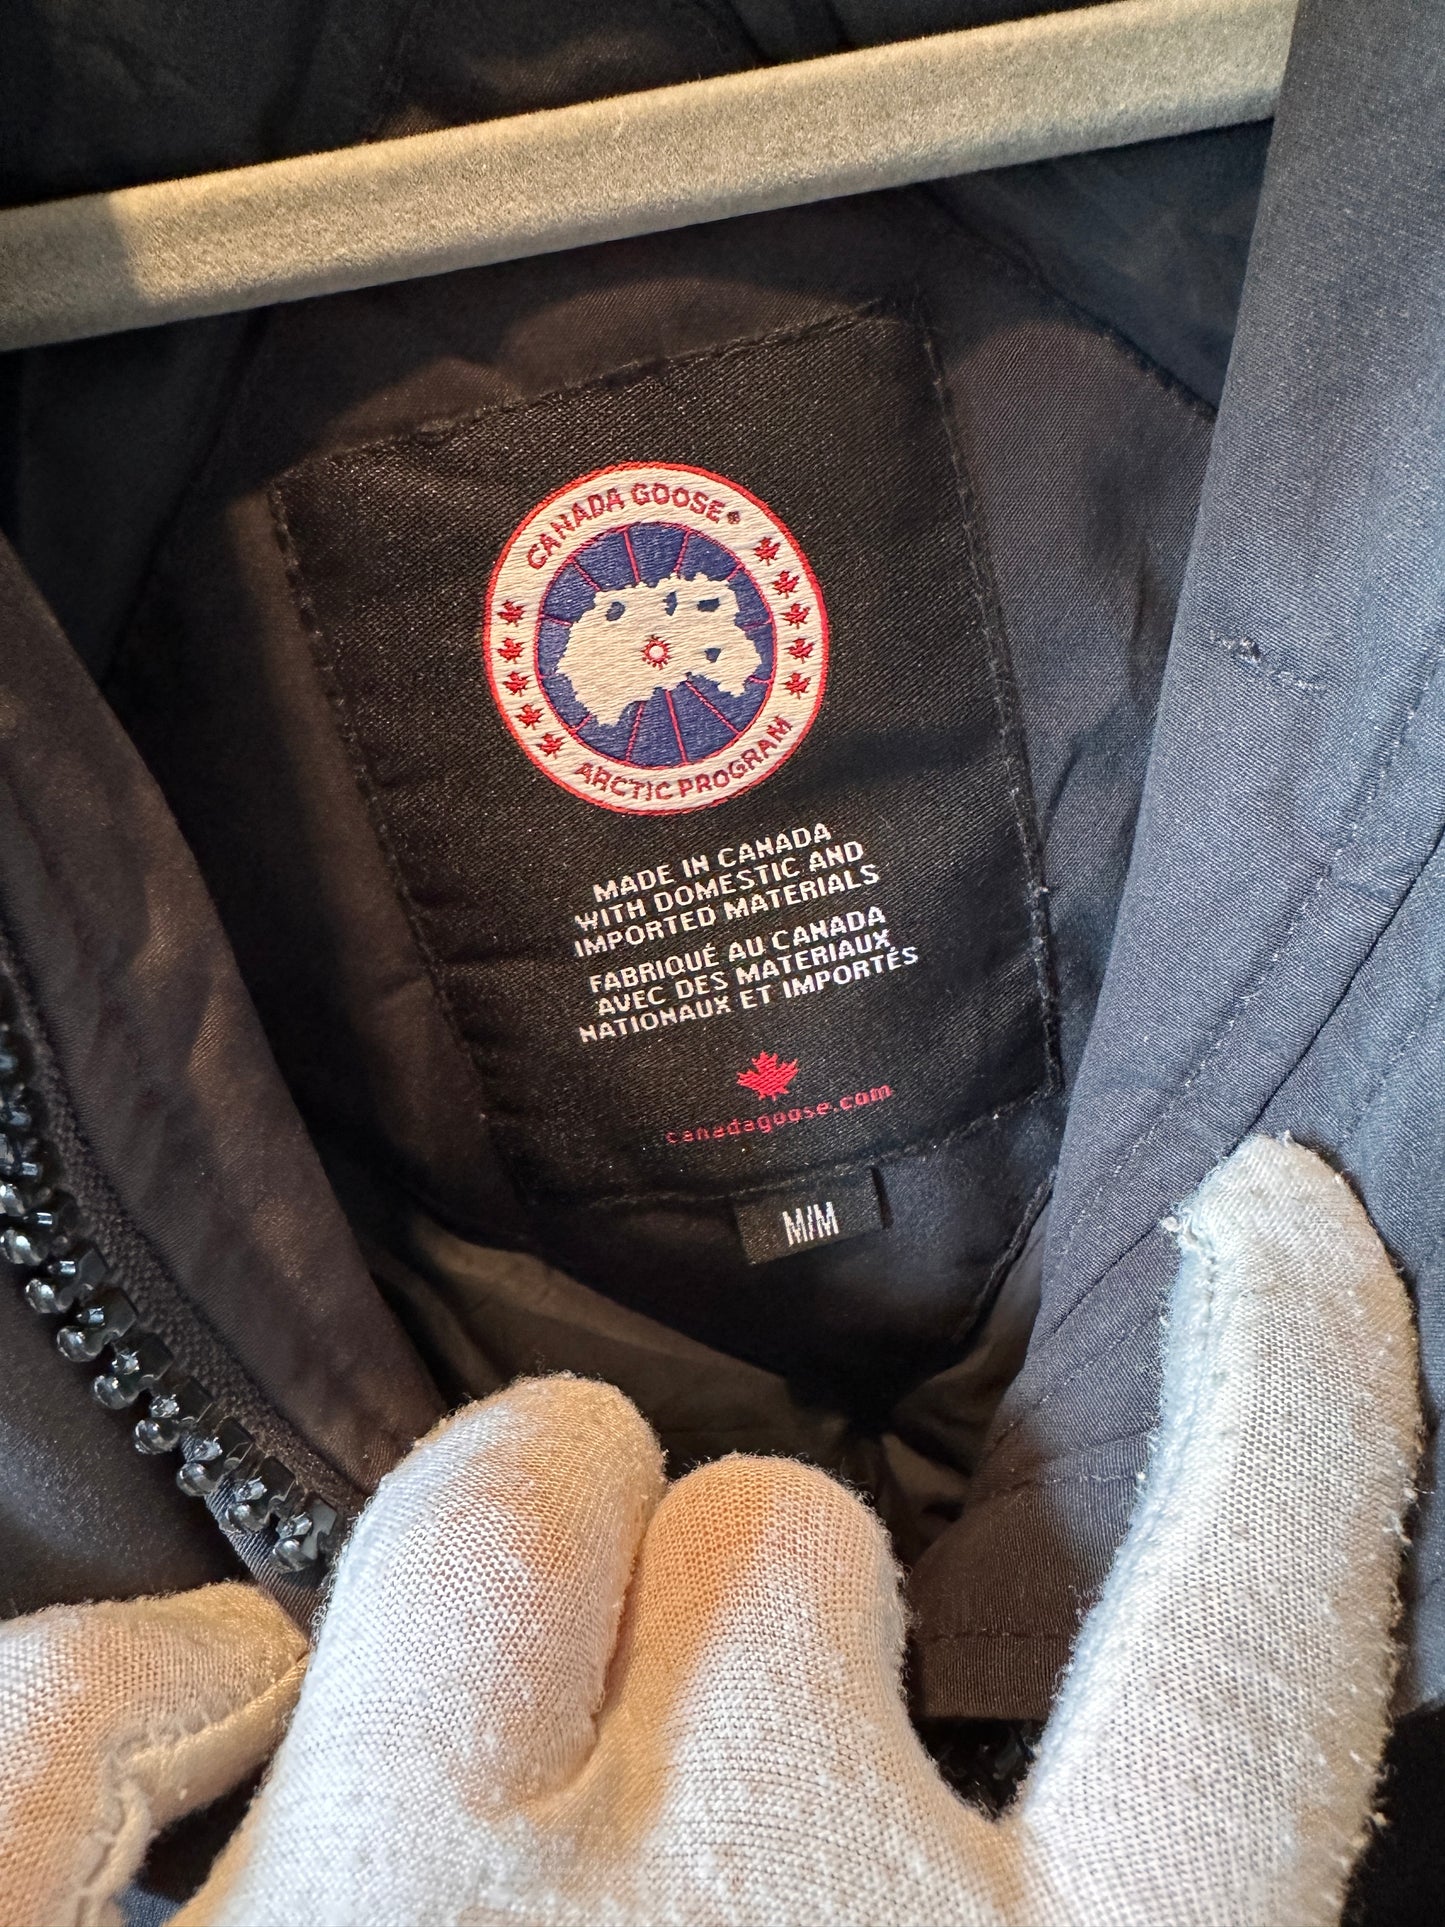 CANADA GOOSE®
ARCTIC PROGRAM
MADE IN CANADA
WITH DOMESTIC AND
IMPORTED MATERIALS
FABRIQUÉ AU CANADA
AVEC DES MATERIAUX
NATIONAUX ET IMPORTÉS
canadagoose.com
M/M